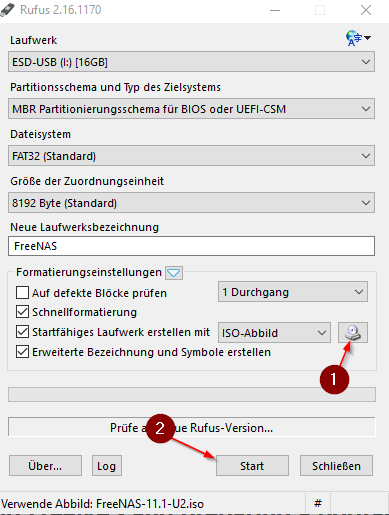 Rufus 2.16.1170
Laufwerk
ESD-USB (I:) [16GB]
Partitionsschema und Typ des Zielsystems
MBR Partitionierungsschema für BIOS oder UEFI-CSM
Dateisystem
FAT32 (Standard)
Größe der Zuordnungseinheit
8192 Byte (Standard)
Neue Laufwerksbezeichnung
FreeNAS
Formatierungseinstellungen
Auf defekte Blöcke prüfen 1 Durchgang
Schnellformatierung
Startfähiges Laufwerk erstellen mit ISO-Abbild
Erweiterte Bezeichnung und Symbole erstellen
1
Prüfe a ue Rufus-Version...
2
Über... Log Start Schließen
Verwende Abbild: FreeNAS-11.1-U2.iso #